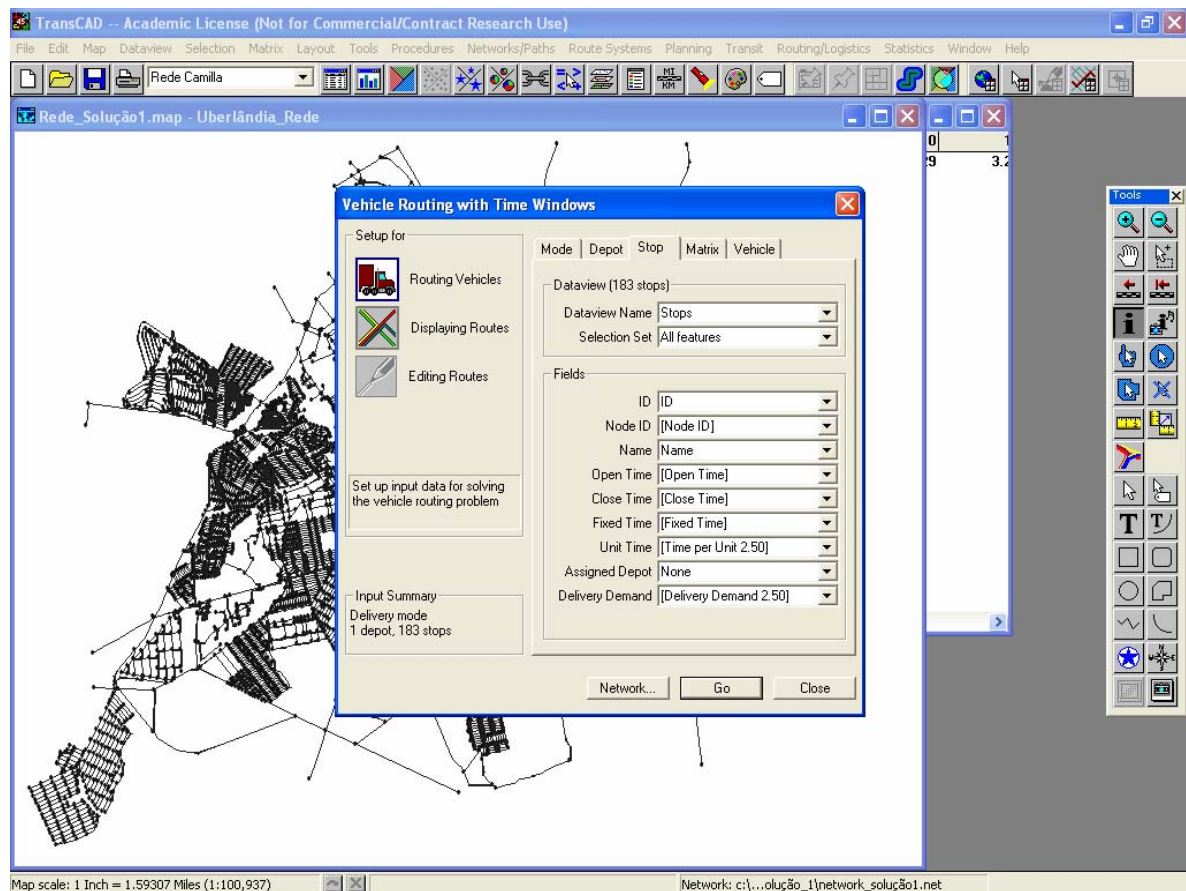 TransCAD -- Academic License (Not for Commercial/Contract Research Use)
File Edit Map Dataview Selection Matrix Layout Tools Procedures Networks/Paths Route Systems Planning Transit Routing/Logistics Statistics Window Help
Rede Camilla
MI
KM
Rede_Solução1.map - Uberlândia_Rede
0 1
29 3.2
Vehicle Routing with Time Windows
Setup for
Routing Vehicles
Displaying Routes
Editing Routes
Set up input data for solving
the vehicle routing problem
Input Summary
Delivery mode
1 depot, 183 stops
Mode Depot Stop Matrix Vehicle
Dataview (183 stops)
Dataview Name Stops
Selection Set All features
Fields
ID ID
Node ID [Node ID]
Name Name
Open Time [Open Time]
Close Time [Close Time]
Fixed Time [Fixed Time]
Unit Time [Time per Unit 2.50]
Assigned Depot None
Delivery Demand [Delivery Demand 2.50]
Network... Go Close
Tools
T T
Map scale: 1 Inch = 1.59307 Miles (1:100,937)
Network: c:\...olução_1\network_solução1.net